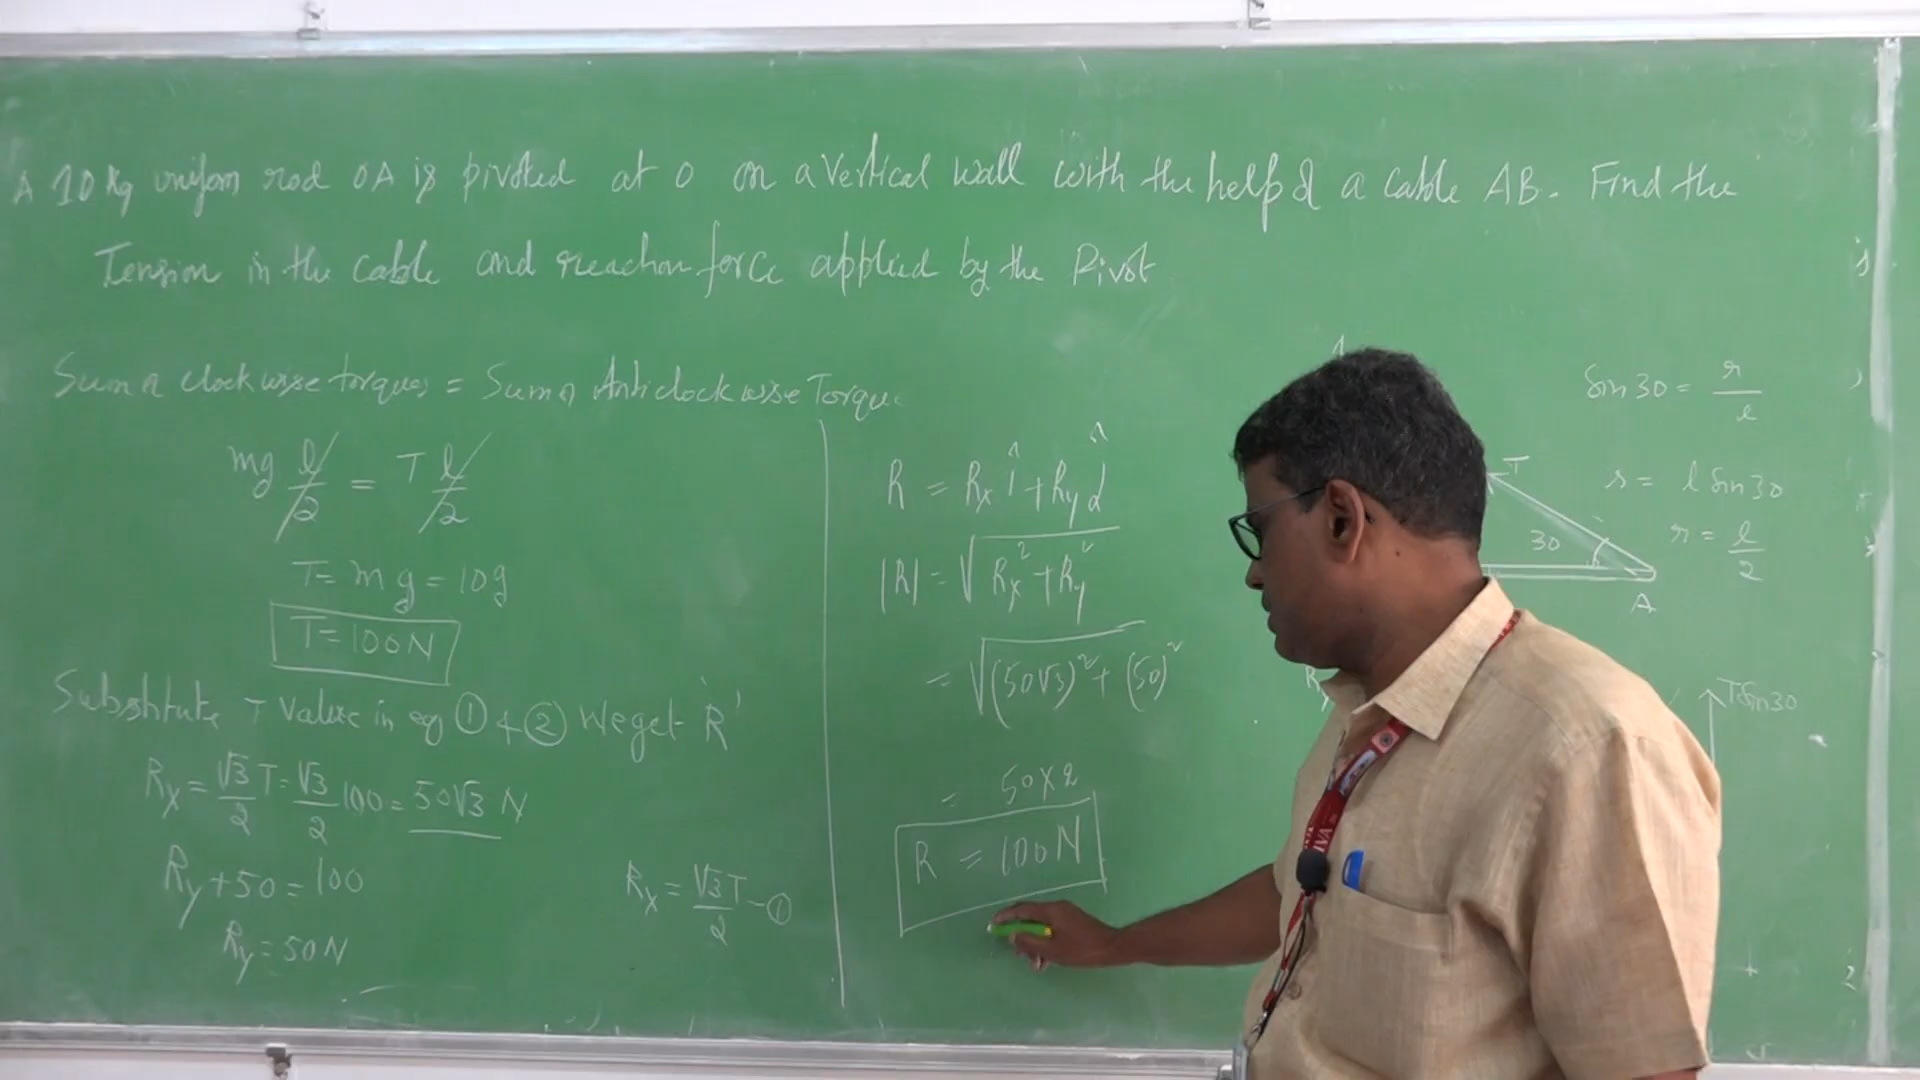 A 10 Kg uniform rod OA is pivoted at O on a vertical wall with the help of a cable AB. Find the
Tension in the cable and reaction force applied by the Pivot
Sum of clockwise torques = Sum of Anticlockwise Torque
mg l/2 = T l/2
T = mg = 10g
T = 100N
Substitute T Value in eq ① & ② We get 'R'
Rx = √3/2 T = √3/2 100 = 50√3 N
Ry + 50 = 100
Ry = 50N
Rx = √3T/2 - ①
R = Rx î + Ry ĵ
|R| = √(Rx² + Ry²)
= √((50√3)² + (50)²)
= 50 x 2
R = 100N
T
30
A
T Sin30
Sin 30 = r/l
r = l Sin 30
r = l/2